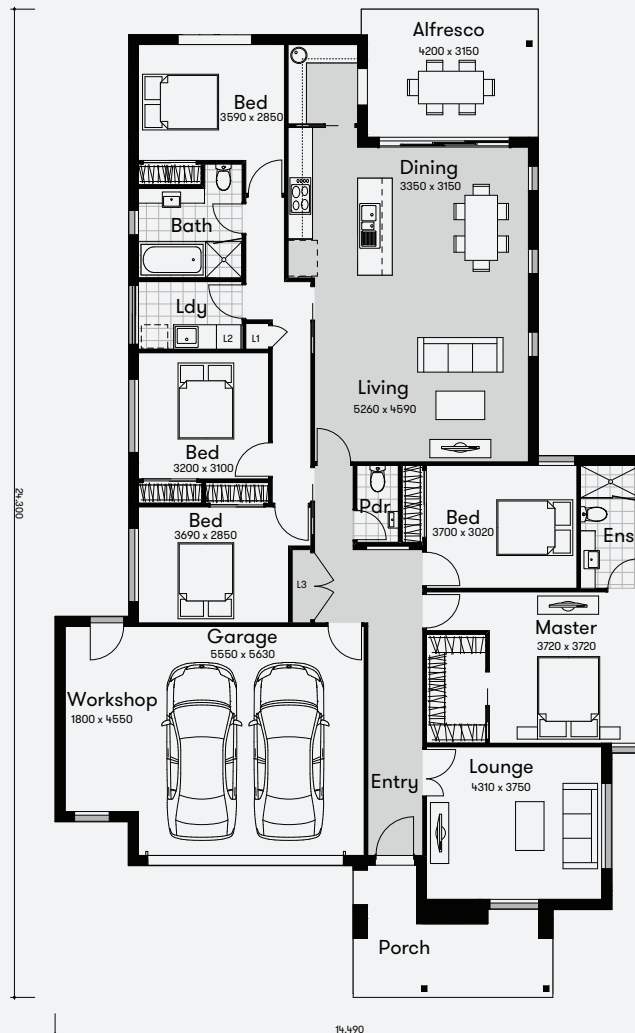 Alfresco
4200 x 3150
Bed
3590 x 2850
Dining
3350 x 3150
Bath
Ldy
L2
L1
Living
5260 x 4590
Bed
3200 x 3100
24.300
Pdr
Bed
3700 x 3020
Ens
Bed
3690 x 2850
L3
Garage
5550 x 5630
Master
3720 x 3720
Workshop
1800 x 4550
Entry
Lounge
4310 x 3750
Porch
14.490